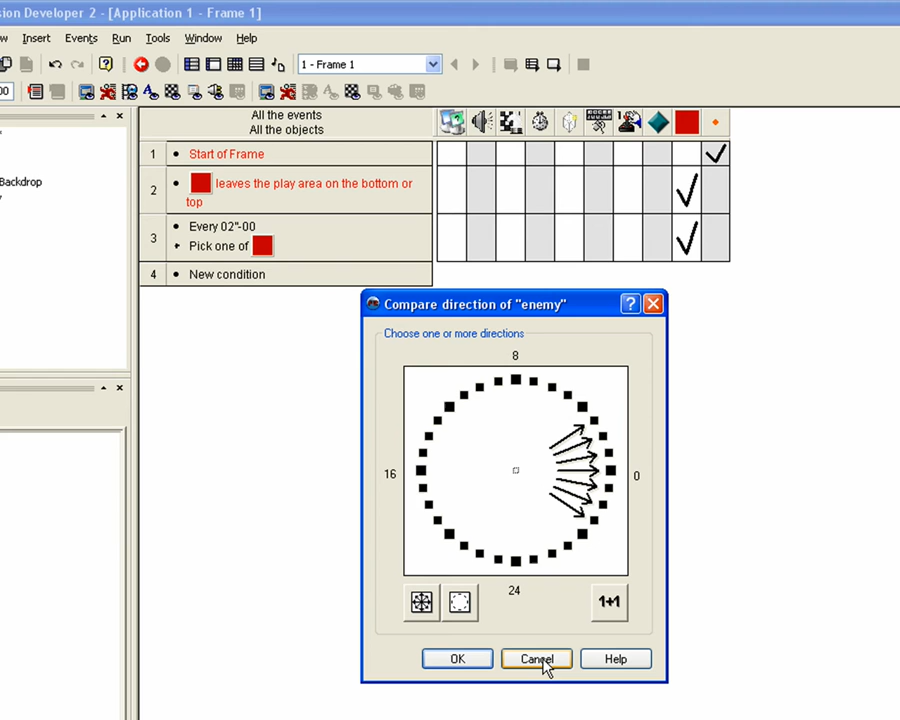 sion Developer 2 - [Application 1 - Frame 1]
w Insert Events Run Tools Window Help
1 - Frame 1
00
All the events
All the objects
1 • Start of Frame
2 • leaves the play area on the bottom or
top
Backdrop
3 • Every 02"-00
• Pick one of
4 • New condition
Compare direction of "enemy"
Choose one or more directions
8
16
0
24
1+1
OK Cancel Help